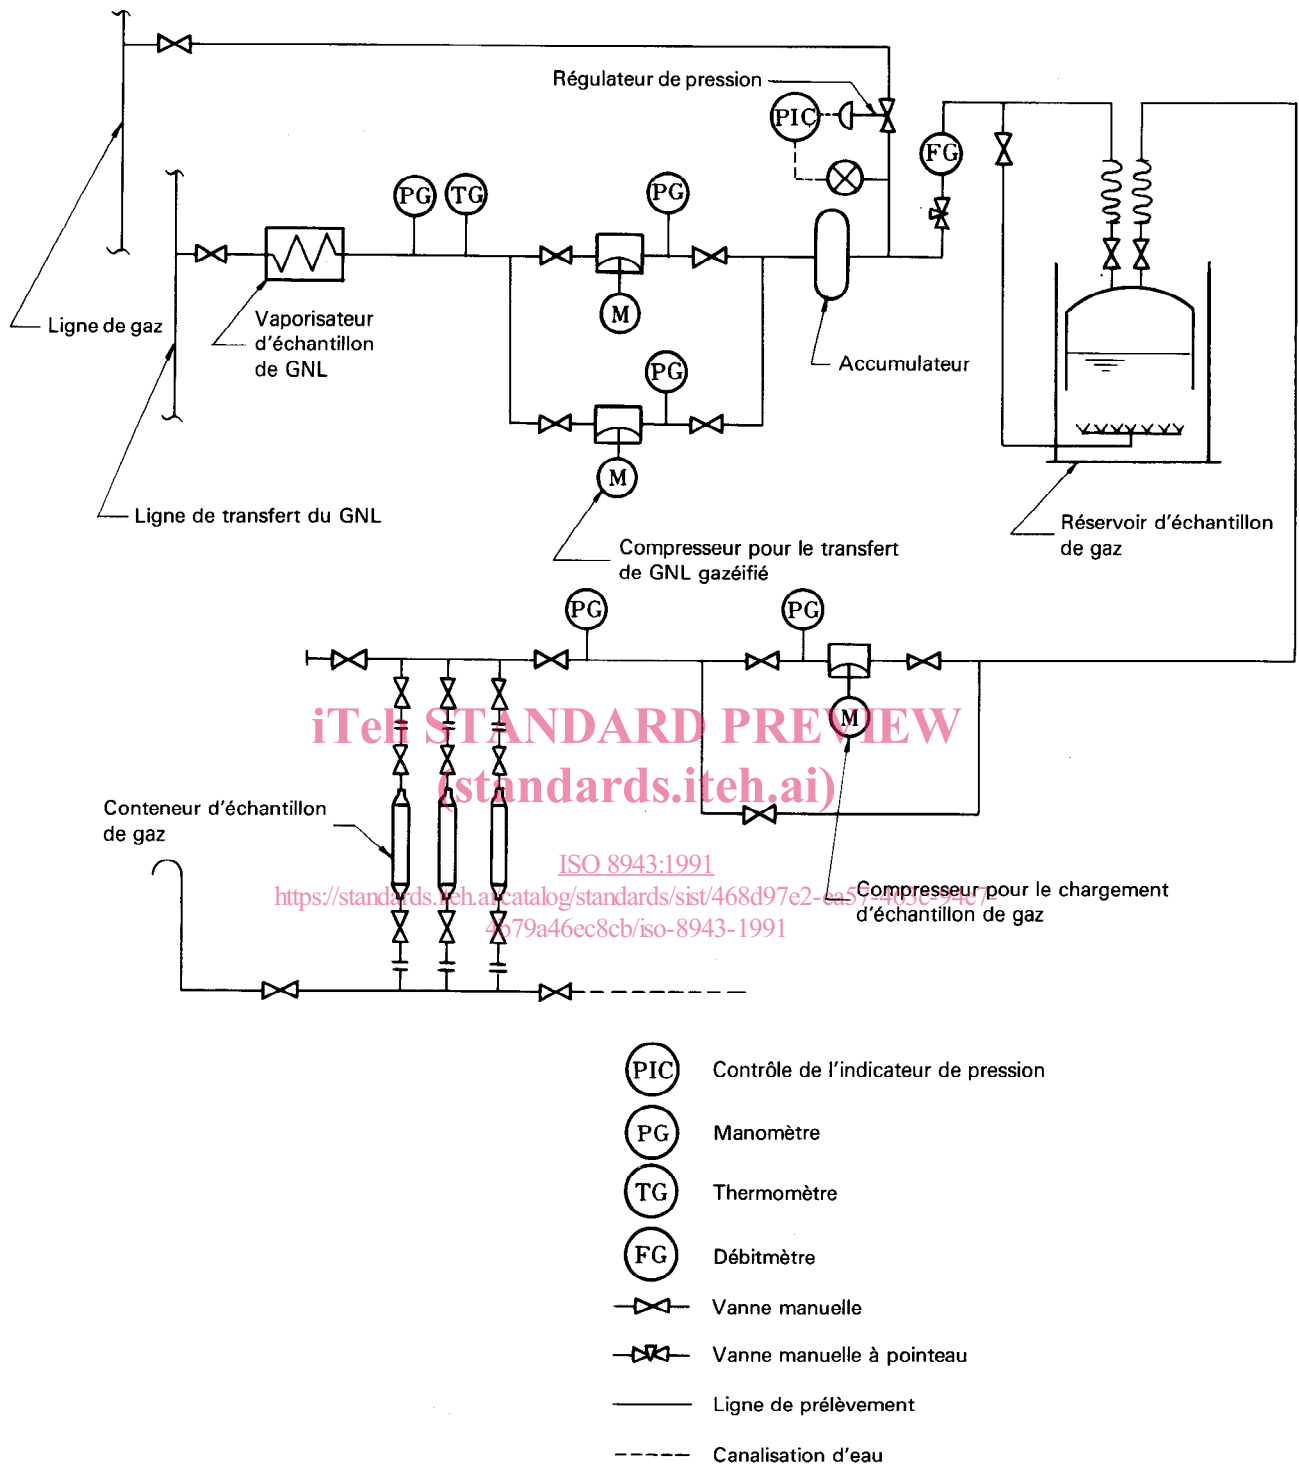 Régulateur de pression
PIC
FG
PG
TG
PG
M
Ligne de gaz
Vaporisateur
d'échantillon
de GNL
PG
Accumulateur
M
Ligne de transfert du GNL
Réservoir d'échantillon
de gaz
Compresseur pour le transfert
de GNL gazéifié
PG
PG
M
iTeh STANDARD PREVIEW
(standards.iteh.ai)
Conteneur d'échantillon
de gaz
ISO 8943:1991
https://standards.iteh.ai/catalog/standards/sist/468d97e2-ea57-463c-94e7-
4b79a46ec8cb/iso-8943-1991
Compresseur pour le chargement
d'échantillon de gaz
PIC Contrôle de l'indicateur de pression
PG Manomètre
TG Thermomètre
FG Débitmètre
Vanne manuelle
Vanne manuelle à pointeau
Ligne de prélèvement
Canalisation d'eau